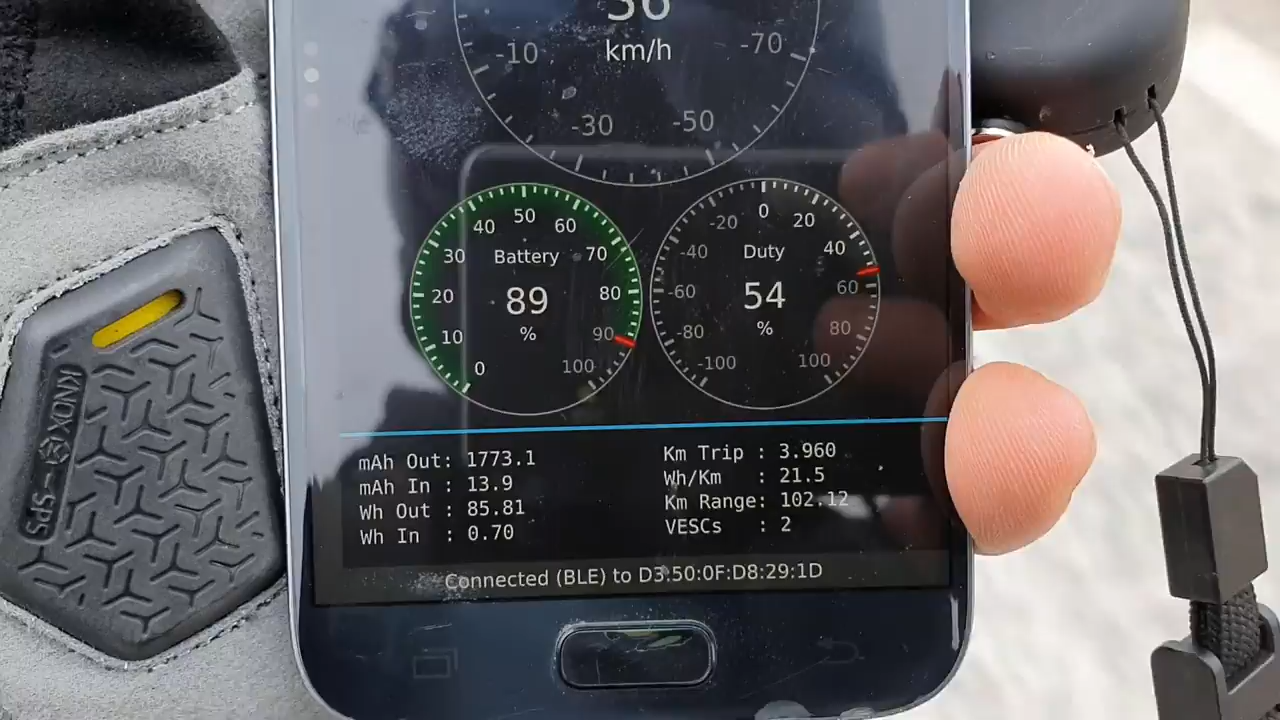 36
km/h
-10
-70
-30
-50
40 50 60
30 Battery 70
20 89 80
10 % 90
0 100
-20 0 20
-40 Duty 40
-60 54 60
-80 % 80
-100 100
mAh Out: 1773.1
mAh In : 13.9
Wh Out : 85.81
Wh In : 0.70
Km Trip : 3.960
Wh/Km : 21.5
Km Range: 102.12
VESCs : 2
Connected (BLE) to D3:50:0F:D8:29:1D
KNOX
SPS